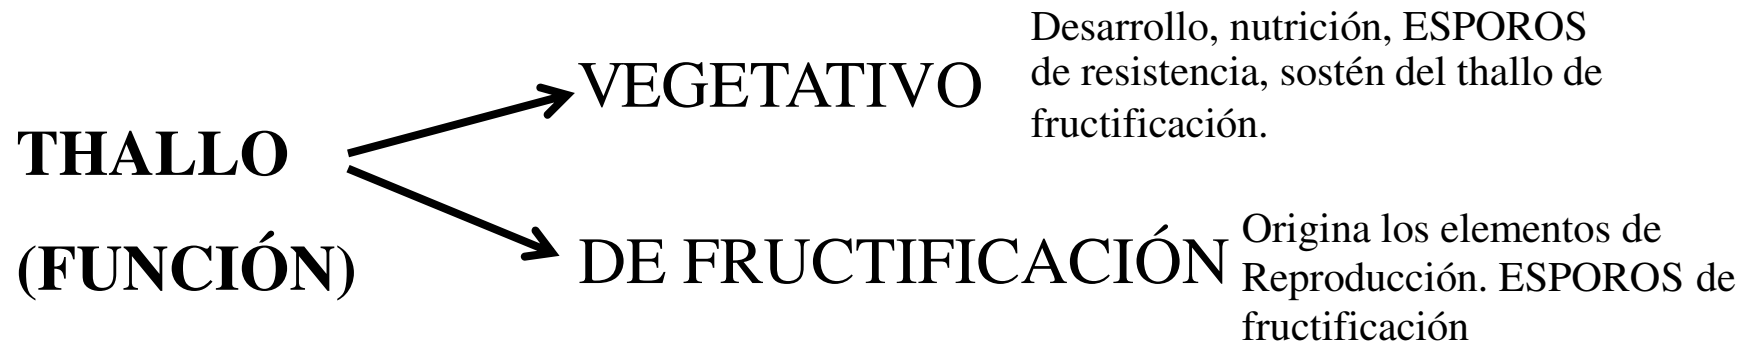 THALLO
(FUNCIÓN)
VEGETATIVO
Desarrollo, nutrición, ESPOROS
de resistencia, sostén del thallo de
fructificación.
DE FRUCTIFICACIÓN
Origina los elementos de
Reproducción. ESPOROS de
fructificación